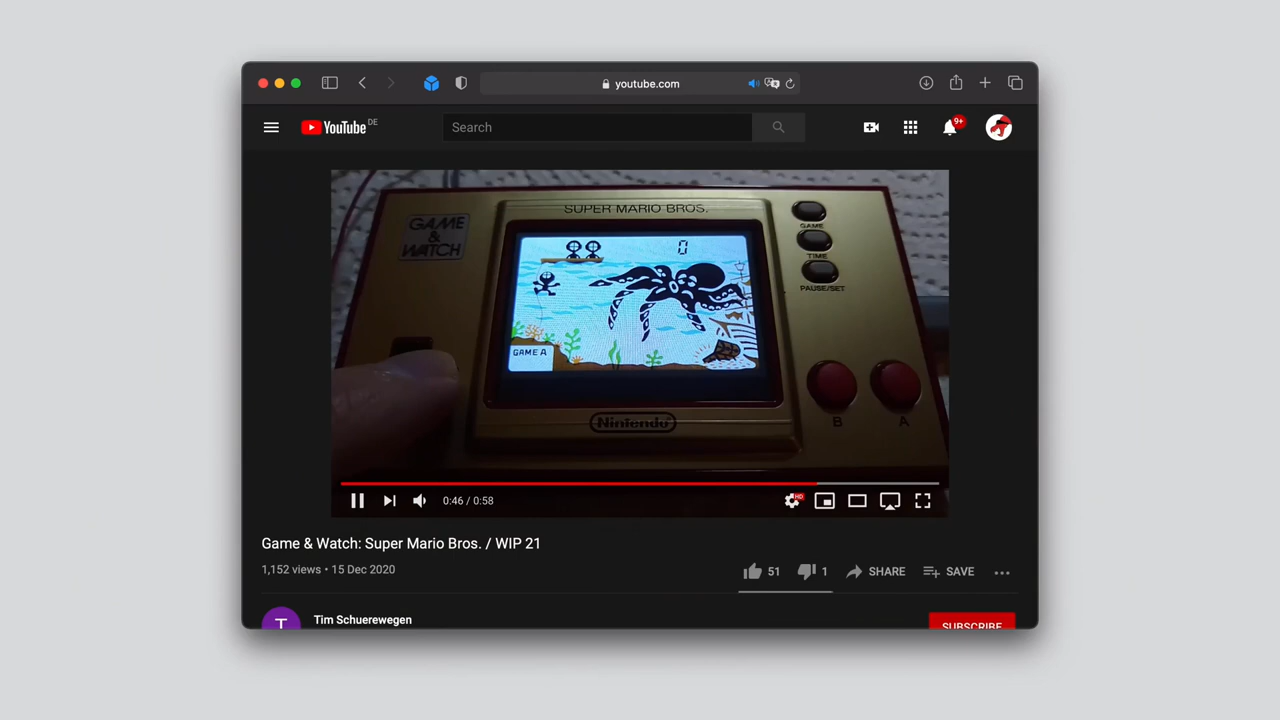 youtube.com
YouTube DE
Search
9+
SUPER MARIO BROS.
GAME
&
WATCH
0
GAME
TIME
PAUSE/SET
GAME A
Nintendo
B
A
0:46 / 0:58
HD
Game & Watch: Super Mario Bros. / WIP 21
1,152 views • 15 Dec 2020
51
1
SHARE
SAVE
T
Tim Schuerewegen
SUBSCRIBE